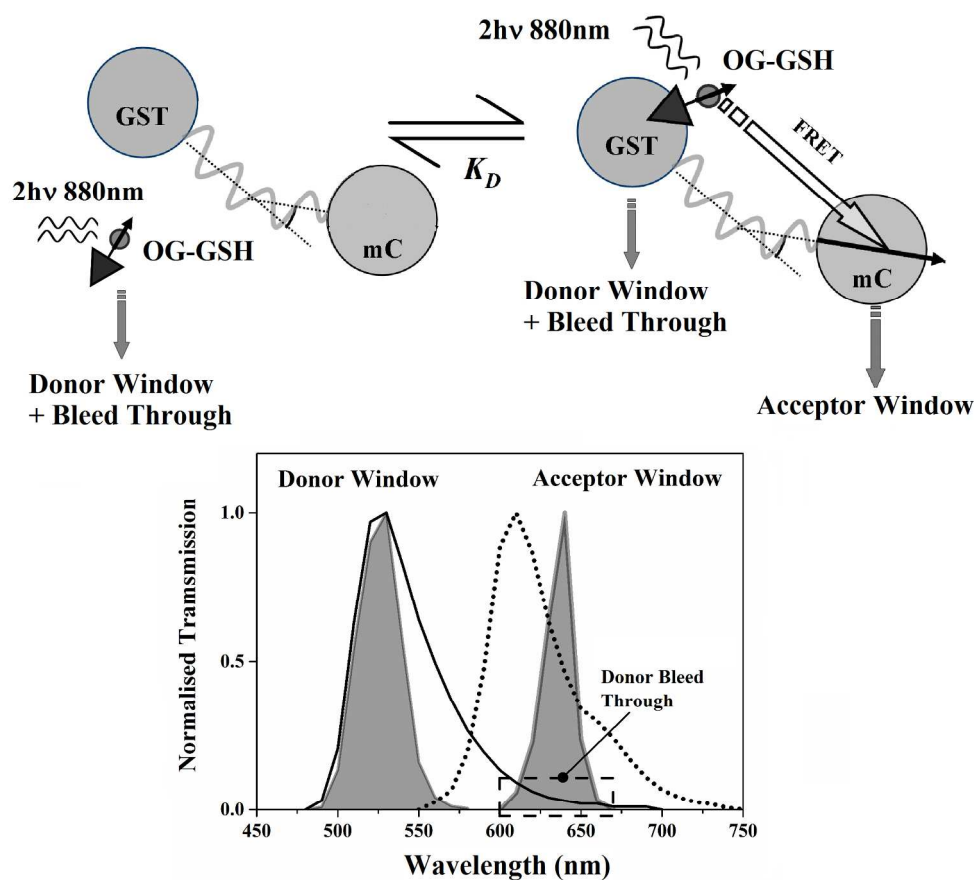 2hν 880nm
GST
2hν 880nm
OG-GSH
mC
Donor Window
+ Bleed Through
K_D
2hν 880nm
OG-GSH
GST
FRET
mC
Donor Window
+ Bleed Through
Acceptor Window
Donor Window
Acceptor Window
Normalised Tramsmission
1.0
0.5
0.0
Donor Bleed
Through
450 500 550 600 650 700 750
Wavelength (nm)